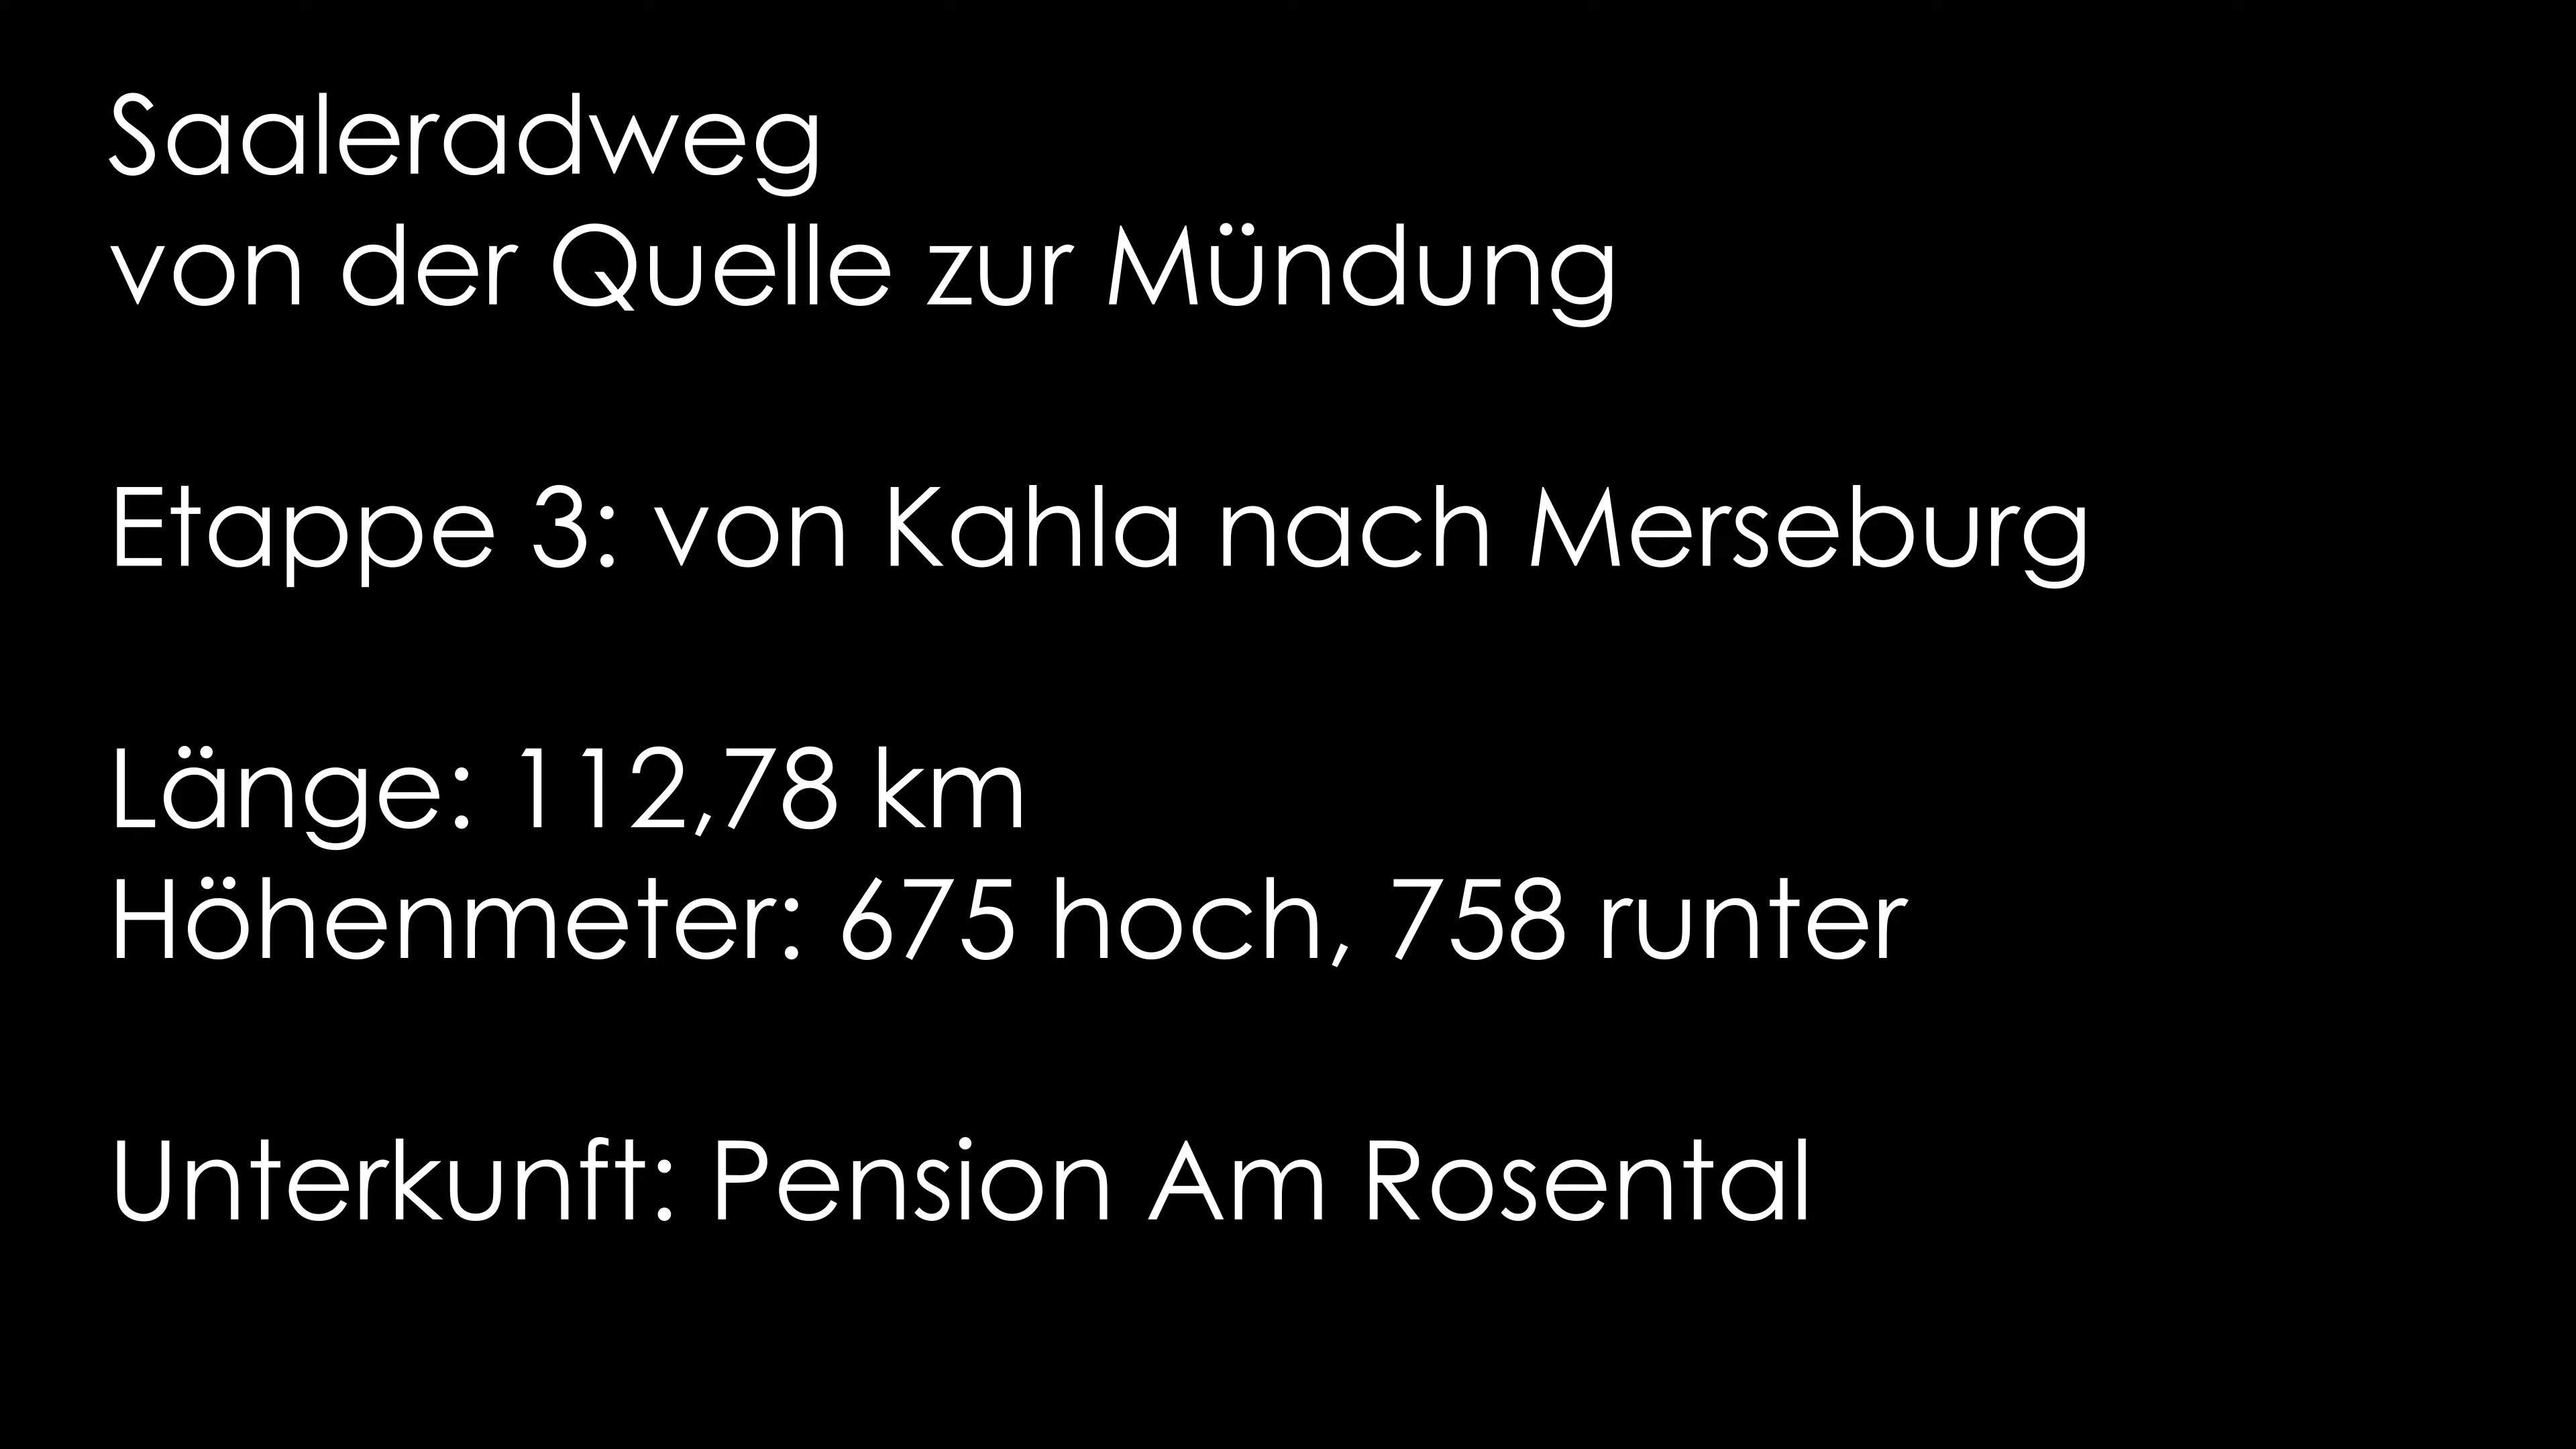 Saaleradweg
von der Quelle zur Mündung
Etappe 3: von Kahla nach Merseburg
Länge: 112,78 km
Höhenmeter: 675 hoch, 758 runter
Unterkunft: Pension Am Rosental